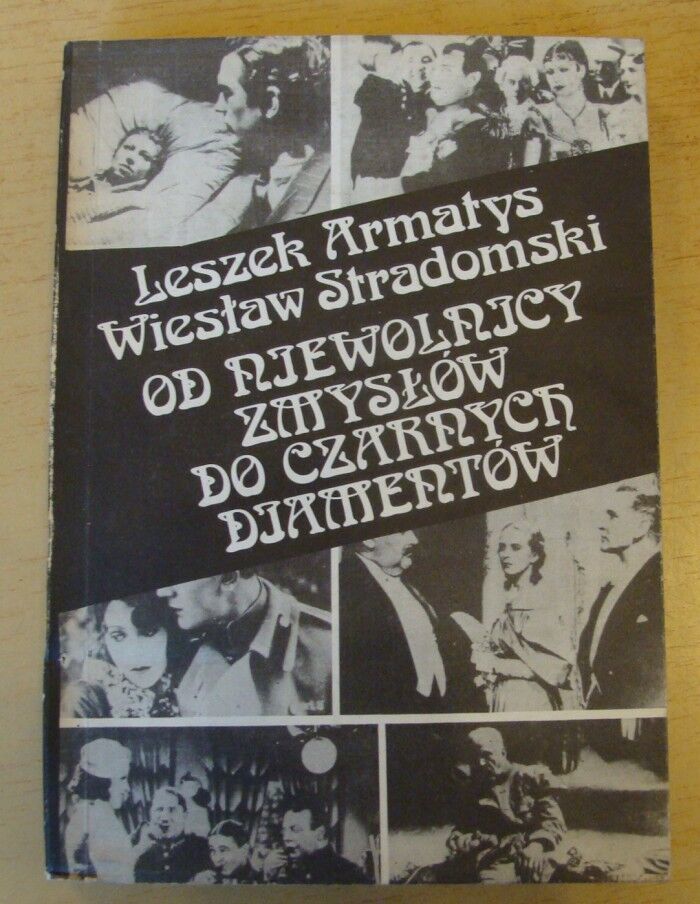 Leszek Armatys
Wiesław Stradomski
OD NIEWOLNICY
ZMYSŁÓW
DO CZARNYCH
DIAMENTÓW